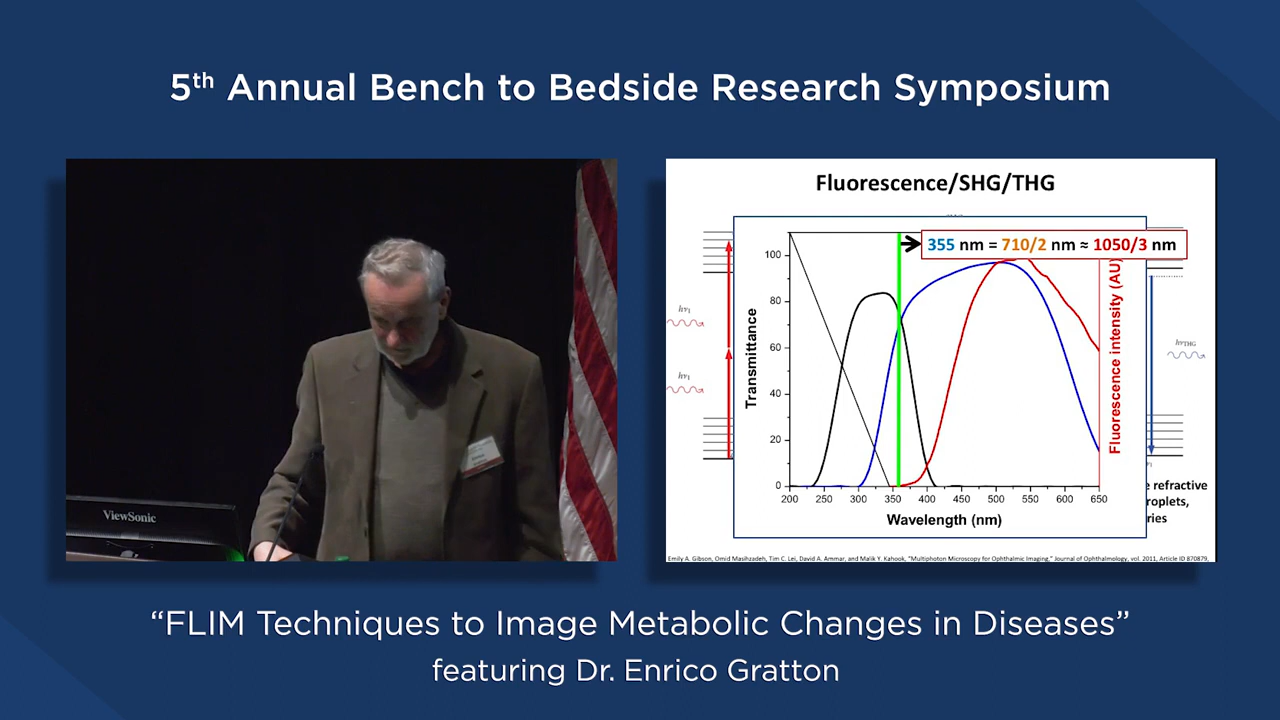 5th Annual Bench to Bedside Research Symposium
ViewSonic
Fluorescence/SHG/THG
355 nm = 710/2 nm ≈ 1050/3 nm
hν1
hν1
hνTHG
Transmittance
100
80
60
40
20
0
200 250 300 350 400 450 500 550 600 650
Wavelength (nm)
Fluorescence intensity (AU)
e refractive
roplets,
ries
Emily A. Gibson, Omid Masihzadeh, Tim C. Lei, David A. Ammar, and Malik Y. Kahook, "Multiphoton Microscopy for Ophthalmic Imaging," Journal of Ophthalmology, vol. 2011, Article ID 870879,
“FLIM Techniques to Image Metabolic Changes in Diseases”
featuring Dr. Enrico Gratton